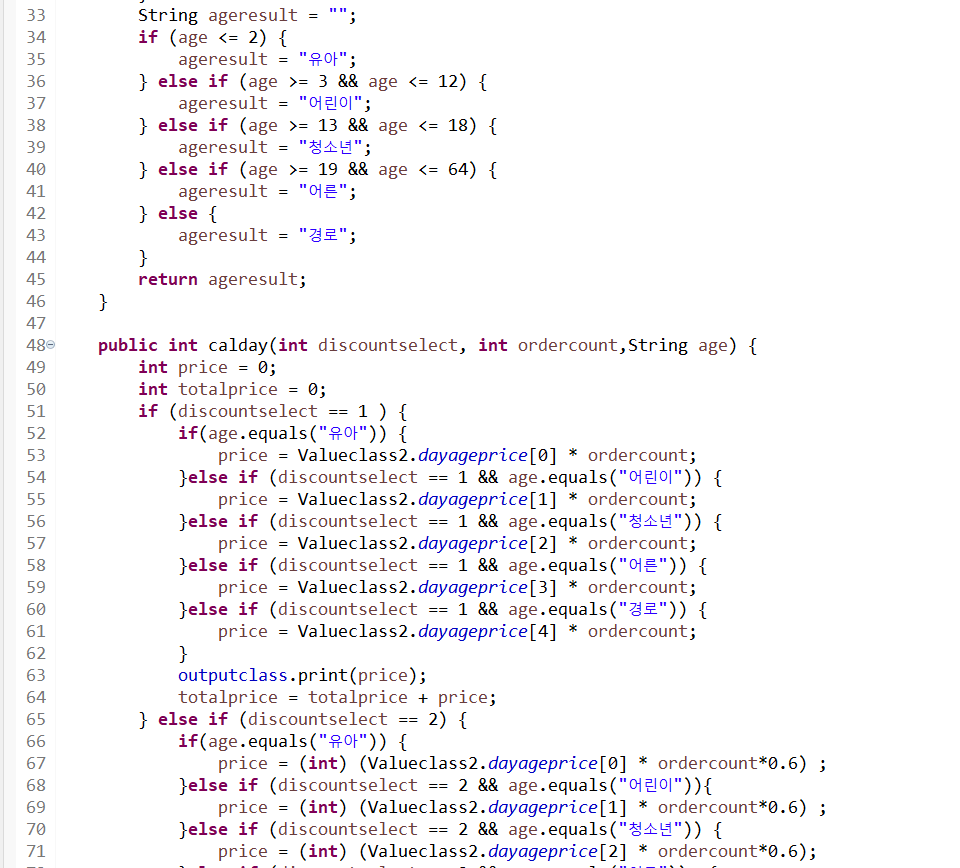 33 String ageresult = "";
34 if (age <= 2) {
35 ageresult = "유아";
36 } else if (age >= 3 && age <= 12) {
37 ageresult = "어린이";
38 } else if (age >= 13 && age <= 18) {
39 ageresult = "청소년";
40 } else if (age >= 19 && age <= 64) {
41 ageresult = "어른";
42 } else {
43 ageresult = "경로";
44 }
45 return ageresult;
46 }
47
48 public int calday(int discountselect, int ordercount,String age) {
49 int price = 0;
50 int totalprice = 0;
51 if (discountselect == 1 ) {
52 if(age.equals("유아")) {
53 price = Valueclass2.dayageprice[0] * ordercount;
54 }else if (discountselect == 1 && age.equals("어린이")) {
55 price = Valueclass2.dayageprice[1] * ordercount;
56 }else if (discountselect == 1 && age.equals("청소년")) {
57 price = Valueclass2.dayageprice[2] * ordercount;
58 }else if (discountselect == 1 && age.equals("어른")) {
59 price = Valueclass2.dayageprice[3] * ordercount;
60 }else if (discountselect == 1 && age.equals("경로")) {
61 price = Valueclass2.dayageprice[4] * ordercount;
62 }
63 outputclass.print(price);
64 totalprice = totalprice + price;
65 } else if (discountselect == 2) {
66 if(age.equals("유아")) {
67 price = (int) (Valueclass2.dayageprice[0] * ordercount*0.6) ;
68 }else if (discountselect == 2 && age.equals("어린이")){
69 price = (int) (Valueclass2.dayageprice[1] * ordercount*0.6) ;
70 }else if (discountselect == 2 && age.equals("청소년")) {
71 price = (int) (Valueclass2.dayageprice[2] * ordercount*0.6);